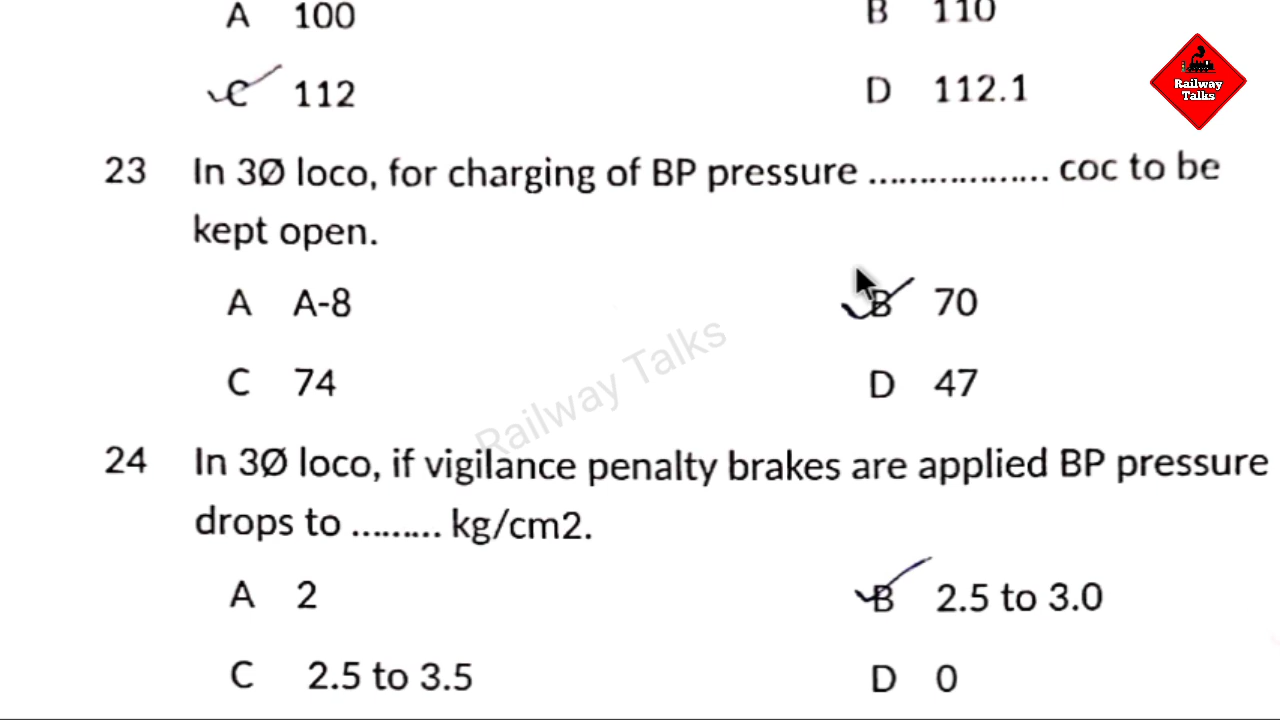 A 100 B 110
C 112 D 112.1
Railway
Talks
23 In 3Ø loco, for charging of BP pressure .................. coc to be
kept open.
A A-8 B 70
C 74 D 47
Railway Talks
24 In 3Ø loco, if vigilance penalty brakes are applied BP pressure
drops to ......... kg/cm2.
A 2 B 2.5 to 3.0
C 2.5 to 3.5 D 0